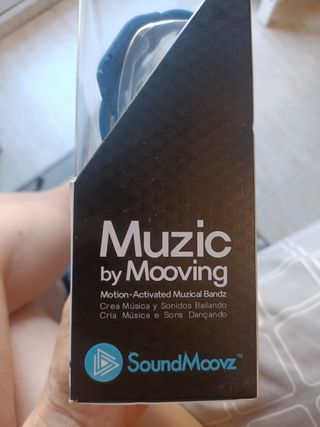 Muzic
by Mooving
Motion-Activated Muzical Bandz
Crea Música y Sonidos Bailando
Cria Música e Sons Dançando
SoundMoovz™